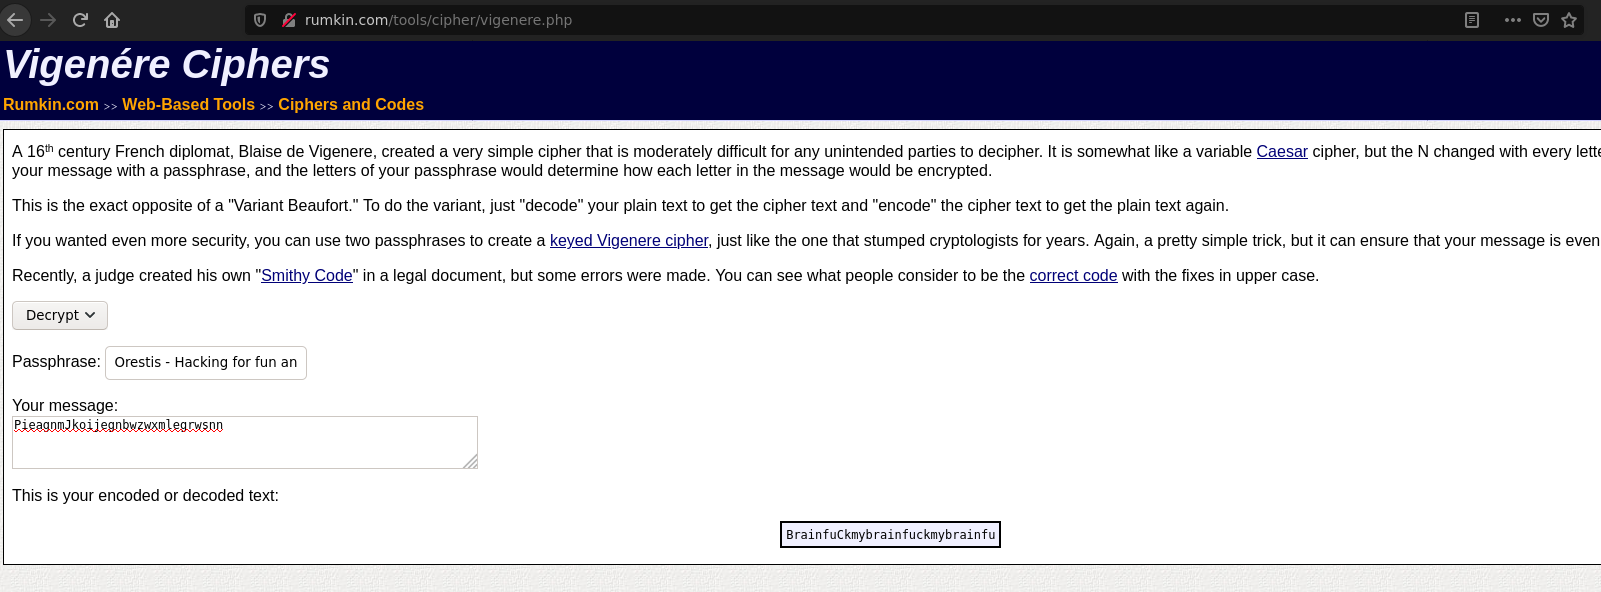 rumkin.com/tools/cipher/vigenere.php
Vigenére Ciphers
Rumkin.com >> Web-Based Tools >> Ciphers and Codes
A 16th century French diplomat, Blaise de Vigenere, created a very simple cipher that is moderately difficult for any unintended parties to decipher. It is somewhat like a variable Caesar cipher, but the N changed with every lette
your message with a passphrase, and the letters of your passphrase would determine how each letter in the message would be encrypted.
This is the exact opposite of a "Variant Beaufort." To do the variant, just "decode" your plain text to get the cipher text and "encode" the cipher text to get the plain text again.
If you wanted even more security, you can use two passphrases to create a keyed Vigenere cipher, just like the one that stumped cryptologists for years. Again, a pretty simple trick, but it can ensure that your message is even
Recently, a judge created his own "Smithy Code" in a legal document, but some errors were made. You can see what people consider to be the correct code with the fixes in upper case.
Decrypt
Passphrase: Orestis - Hacking for fun an
Your message:
PieagnmJkoijegnbwzwxmlegrwsnn
This is your encoded or decoded text:
BrainfuCkmybrainfuckmybrainfu